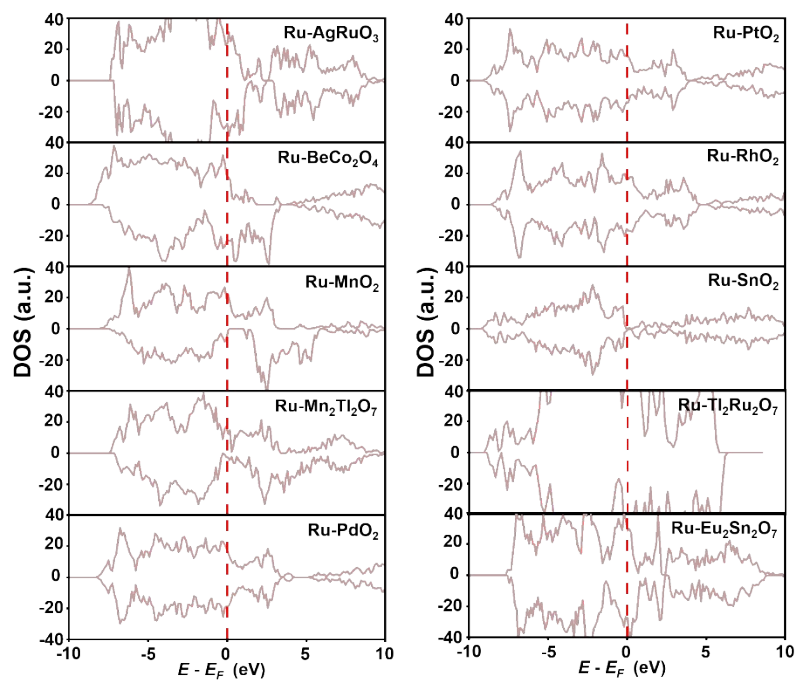 DOS (a.u.)
40
Ru-AgRuO₃
20
0
-20
40
Ru-BeCo₂O₄
20
0
-20
40
Ru-MnO₂
20
0
-20
40
Ru-Mn₂Tl₂O₇
20
0
-20
40
Ru-PdO₂
20
0
-20
-40
-10 -5 0 5 10
E - E_F (eV)
DOS (a.u.)
40
Ru-PtO₂
20
0
-20
40
Ru-RhO₂
20
0
-20
40
Ru-SnO₂
20
0
-20
40
Ru-Tl₂Ru₂O₇
20
0
-20
40
Ru-Eu₂Sn₂O₇
20
0
-20
-40
-10 -5 0 5 10
E - E_F (eV)